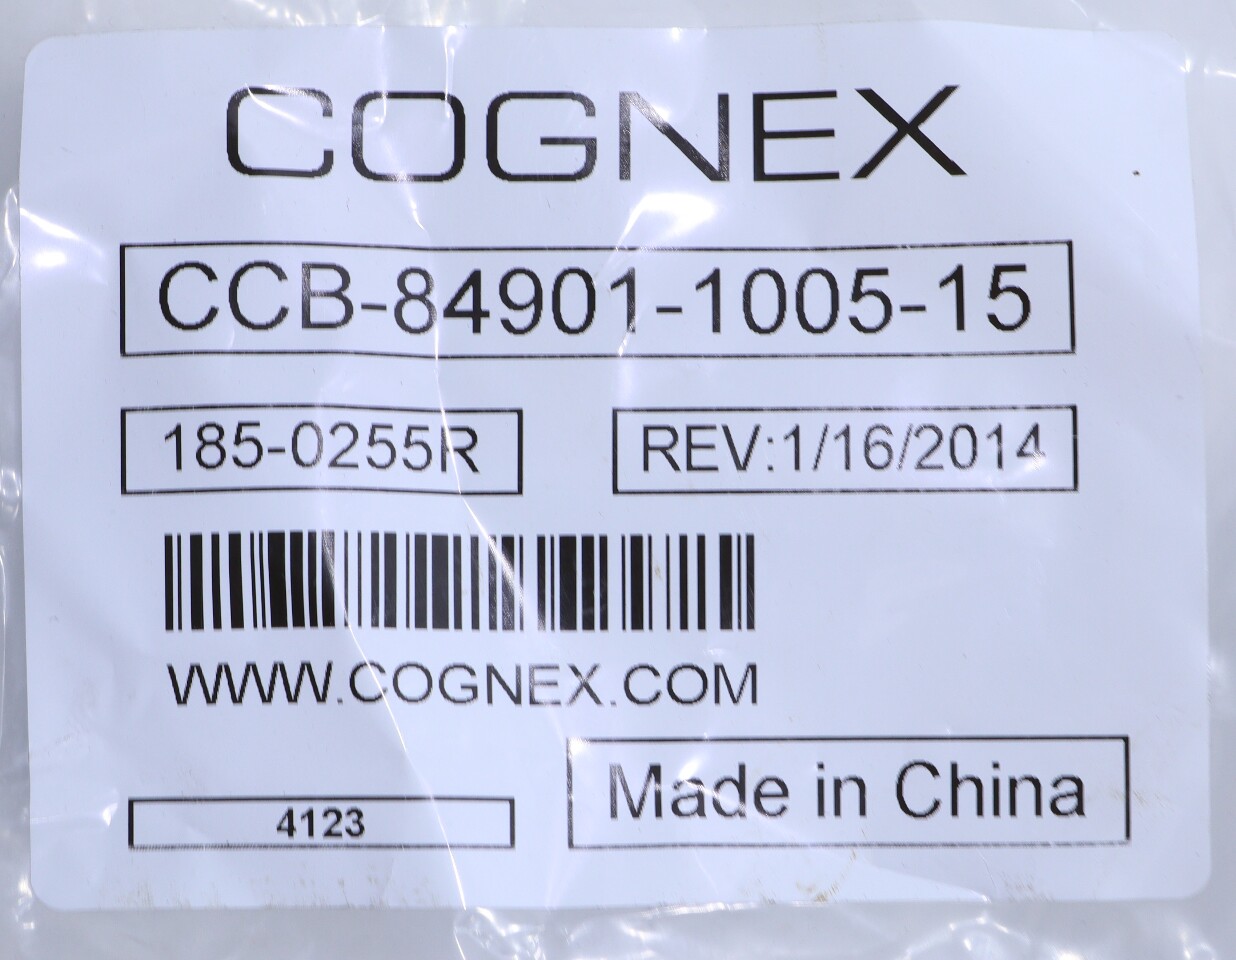 COGNEX
CCB-84901-1005-15
185-0255R
REV:1/16/2014
WWW.COGNEX.COM
Made in China
4123